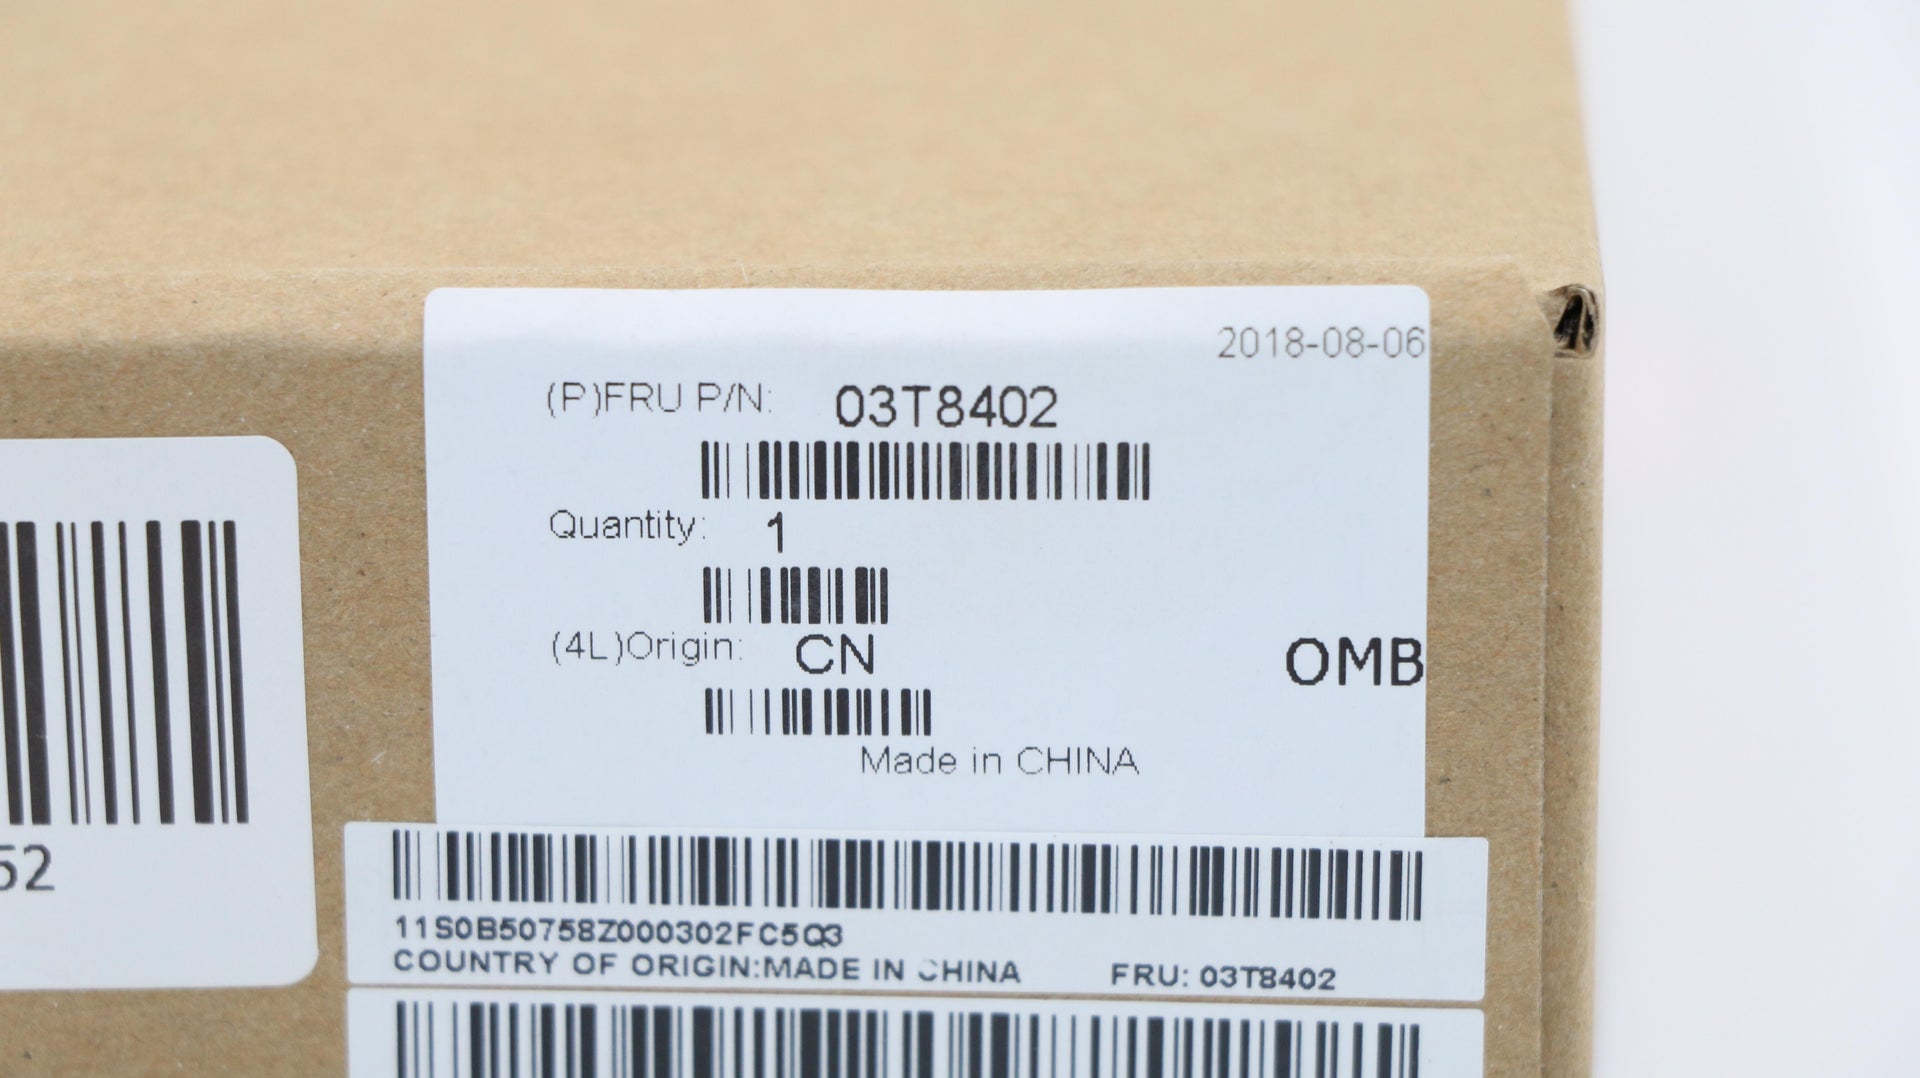 2018-08-06
(P)FRU P/N: 03T8402
Quantity: 1
(4L)Origin: CN
OMB
Made in CHINA
52
11S0B50758Z000302FC5Q3
COUNTRY OF ORIGIN:MADE IN CHINA FRU: 03T8402